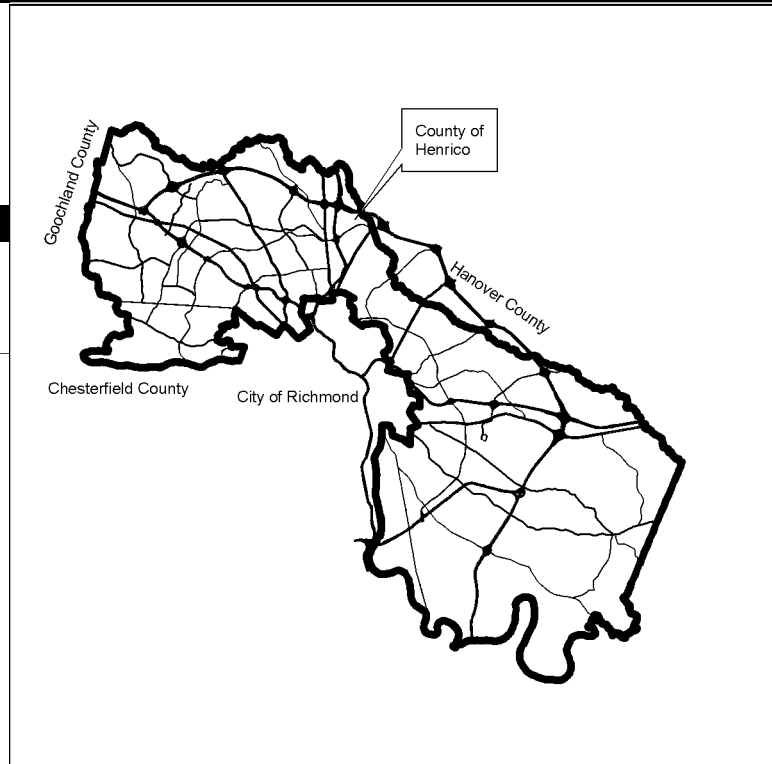 Goochland County
County of
Henrico
Hanover County
Chesterfield County
City of Richmond